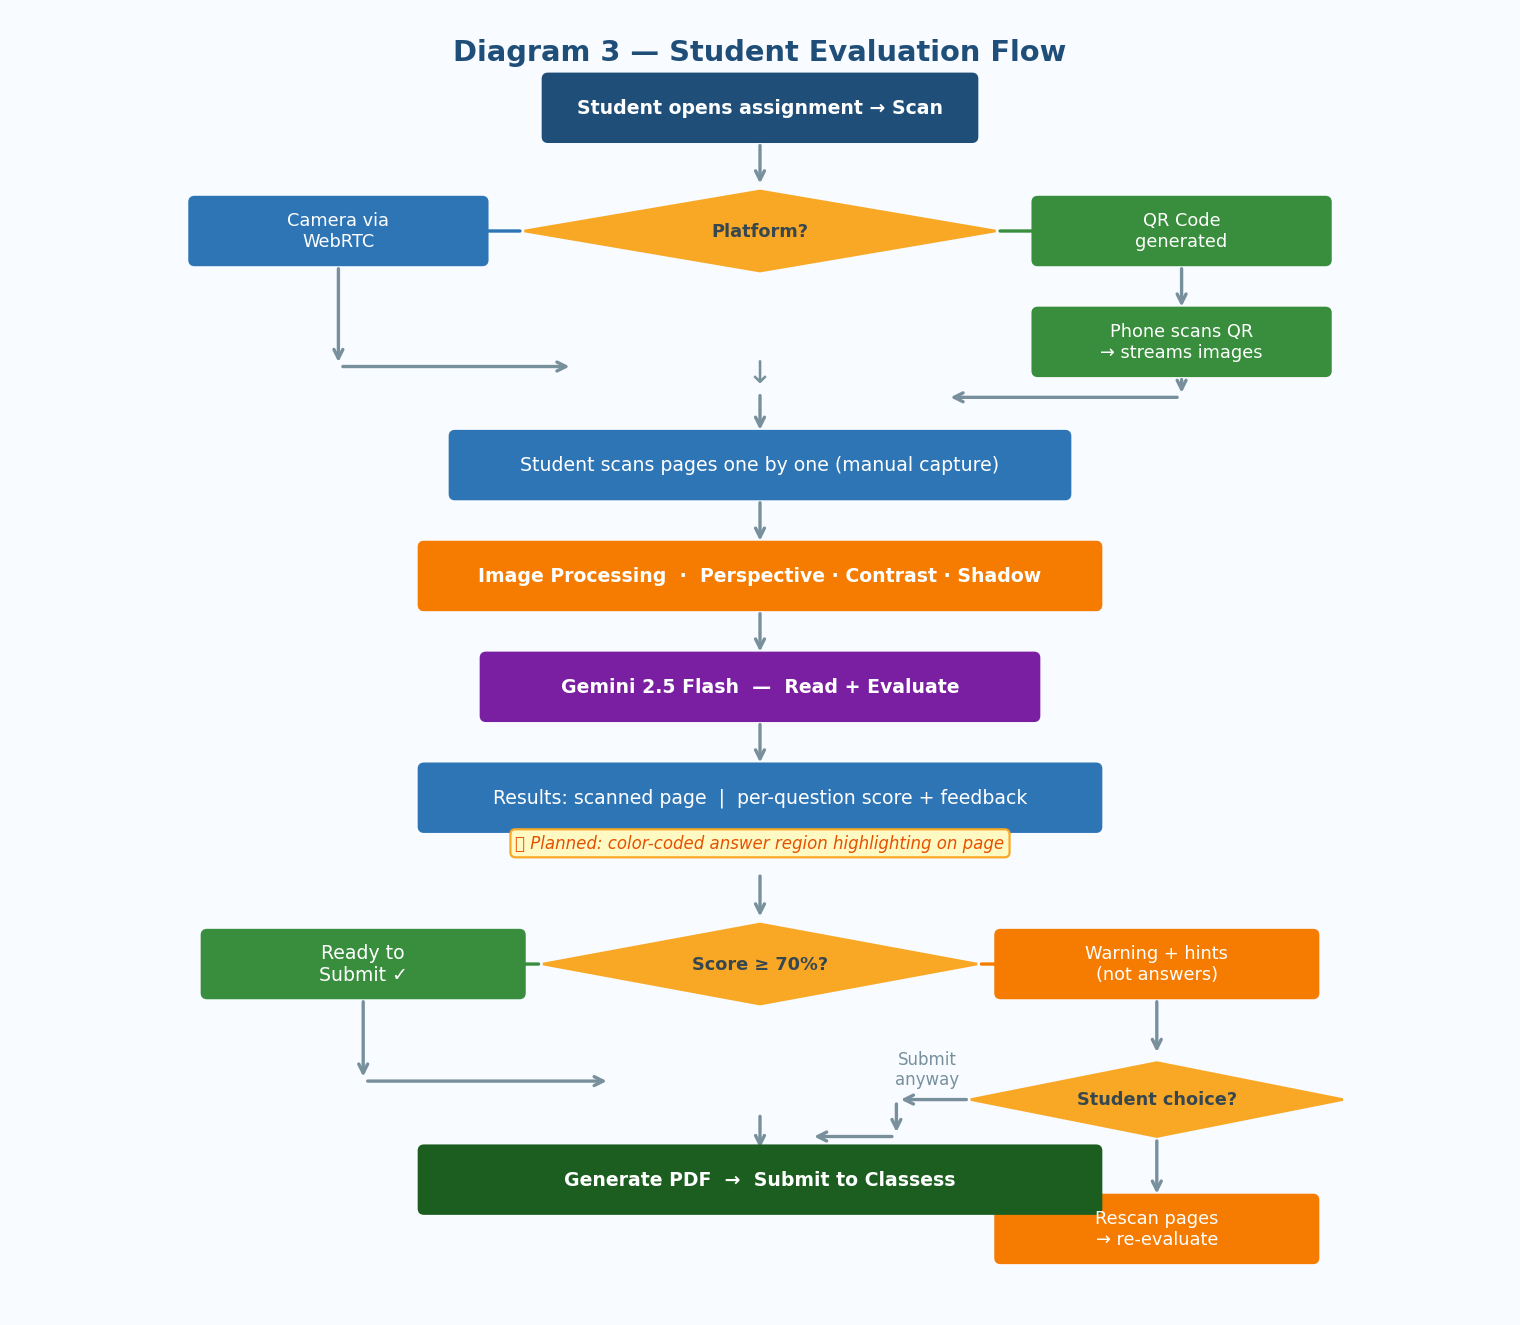 Diagram 3 — Student Evaluation Flow
Student opens assignment → Scan
Camera via
WebRTC
Platform?
QR Code
generated
Phone scans QR
→ streams images
↓
Student scans pages one by one (manual capture)
Image Processing · Perspective · Contrast · Shadow
Gemini 2.5 Flash — Read + Evaluate
Results: scanned page | per-question score + feedback
Planned: color-coded answer region highlighting on page
Ready to
Submit ✓
Score ≥ 70%?
Warning + hints
(not answers)
Submit
anyway
Student choice?
Generate PDF → Submit to Classess
Rescan pages
→ re-evaluate